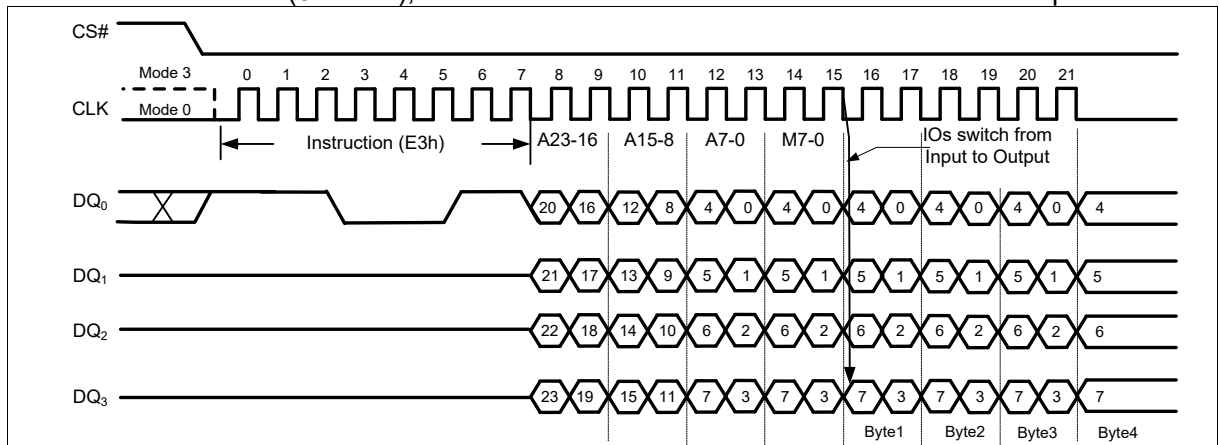 CS#
Mode 3
0 1 2 3 4 5 6 7 8 9 10 11 12 13 14 15 16 17 18 19 20 21
CLK
Mode 0
Instruction (E3h)
A23-16 A15-8 A7-0 M7-0
IOs switch from
Input to Output
DQ0 20 16 12 8 4 0 4 0 4 0 4 0 4 0 4
DQ1 21 17 13 9 5 1 5 1 5 1 5 1 5 1 5
DQ2 22 18 14 10 6 2 6 2 6 2 6 2 6 2 6
DQ3 23 19 15 11 7 3 7 3 7 3 7 3 7 3 7
Byte1 Byte2 Byte3 Byte4